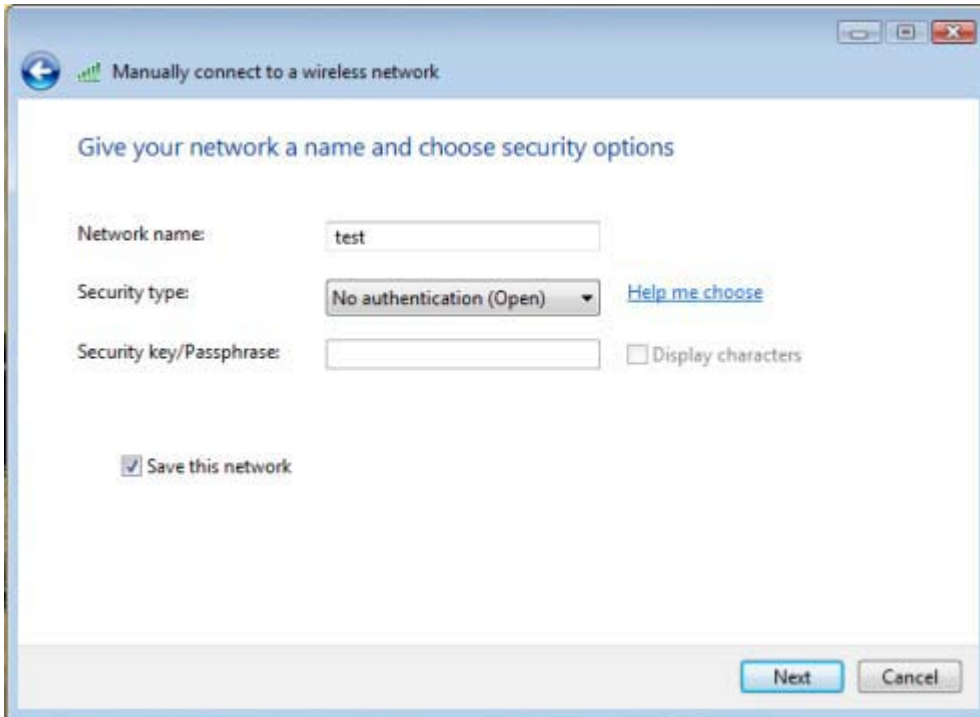 Manually connect to a wireless network
Give your network a name and choose security options
Network name:
test
Security type:
No authentication (Open)
Help me choose
Security key/Passphrase:
Display characters
Save this network
Next
Cancel